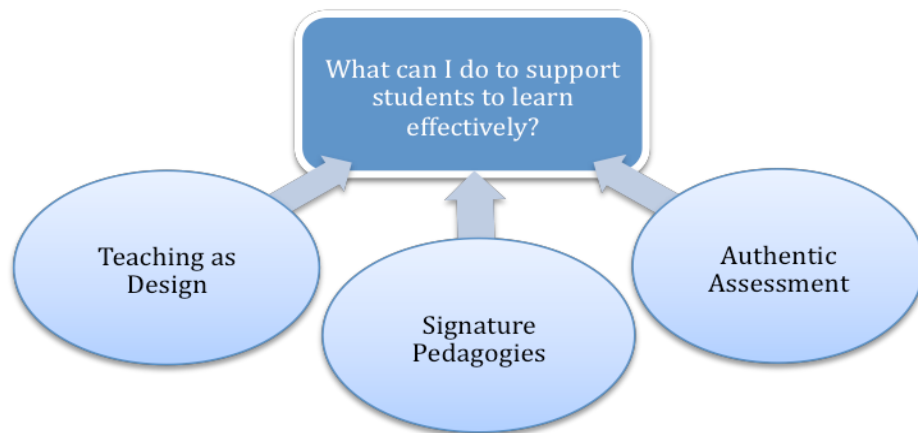 What can I do to support
students to learn
effectively?
Teaching as
Design
Signature
Pedagogies
Authentic
Assessment